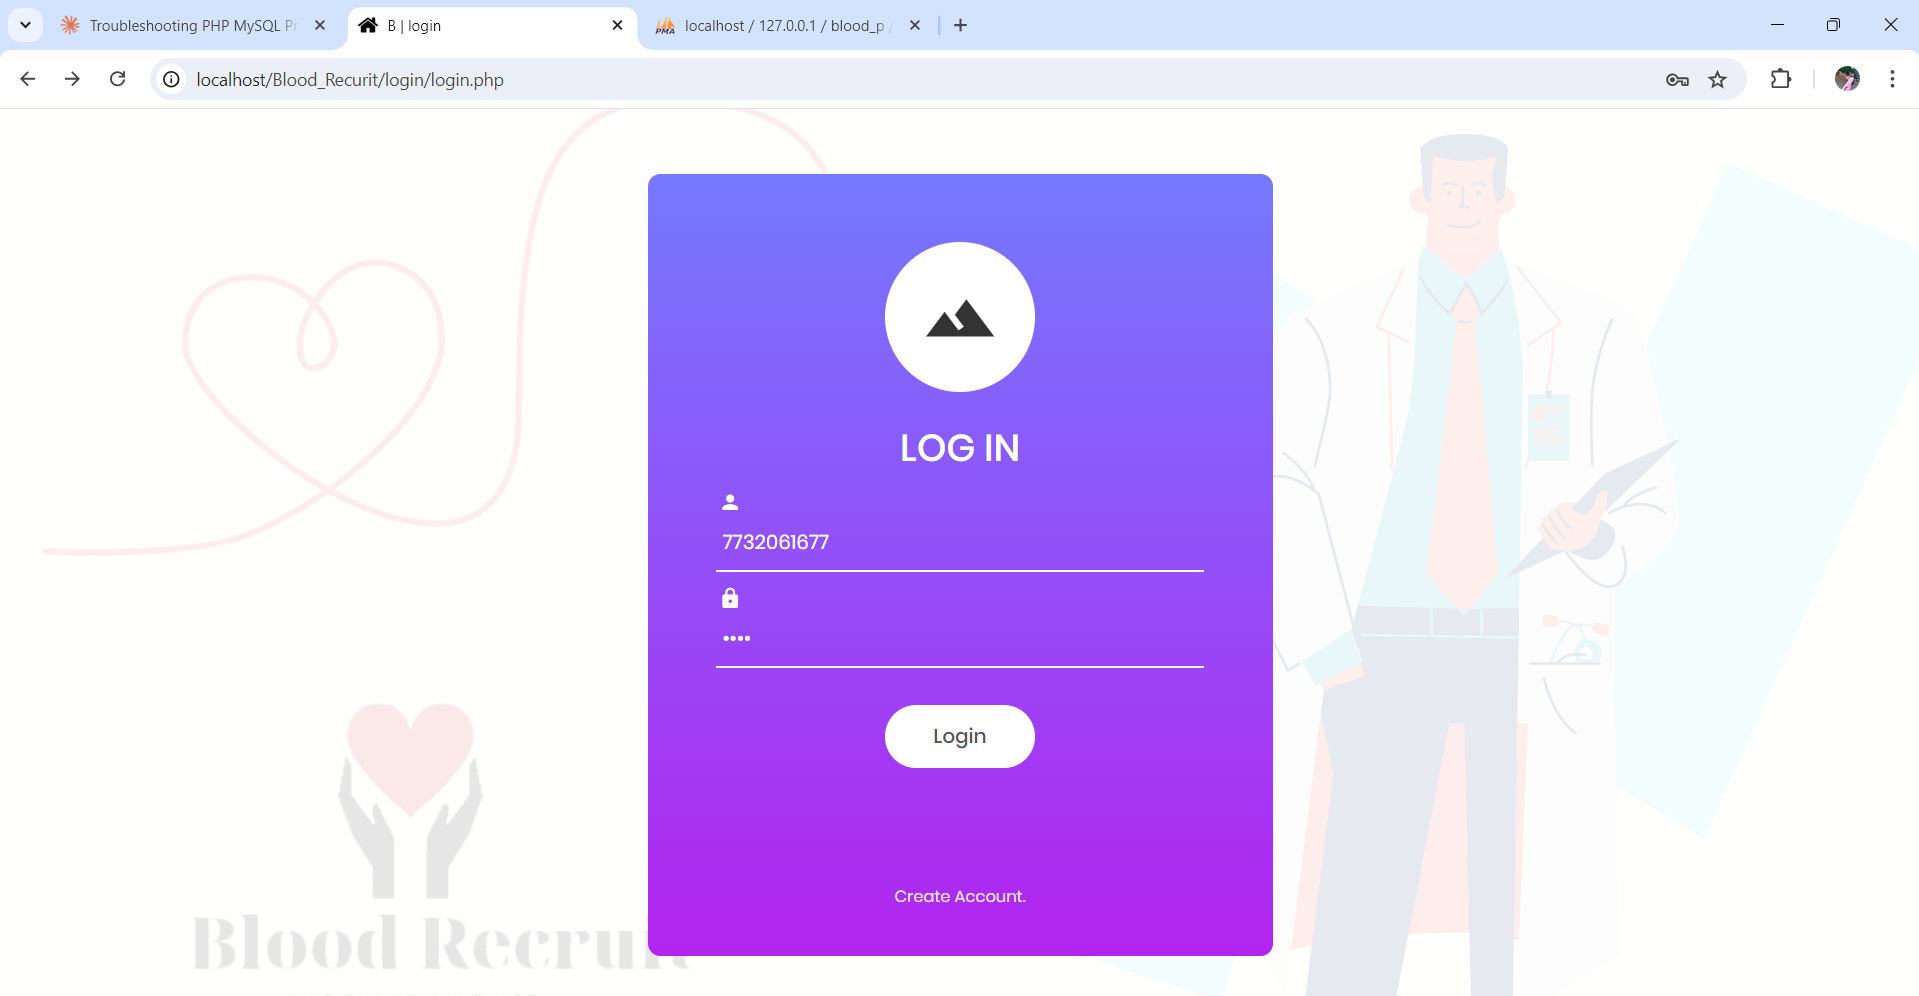 Troubleshooting PHP MySQL Pr
B | login
localhost / 127.0.0.1 / blood_p /
localhost/Blood_Recurit/login/login.php
LOG IN
7732061677
••••
Login
Create Account.
Blood Recruit